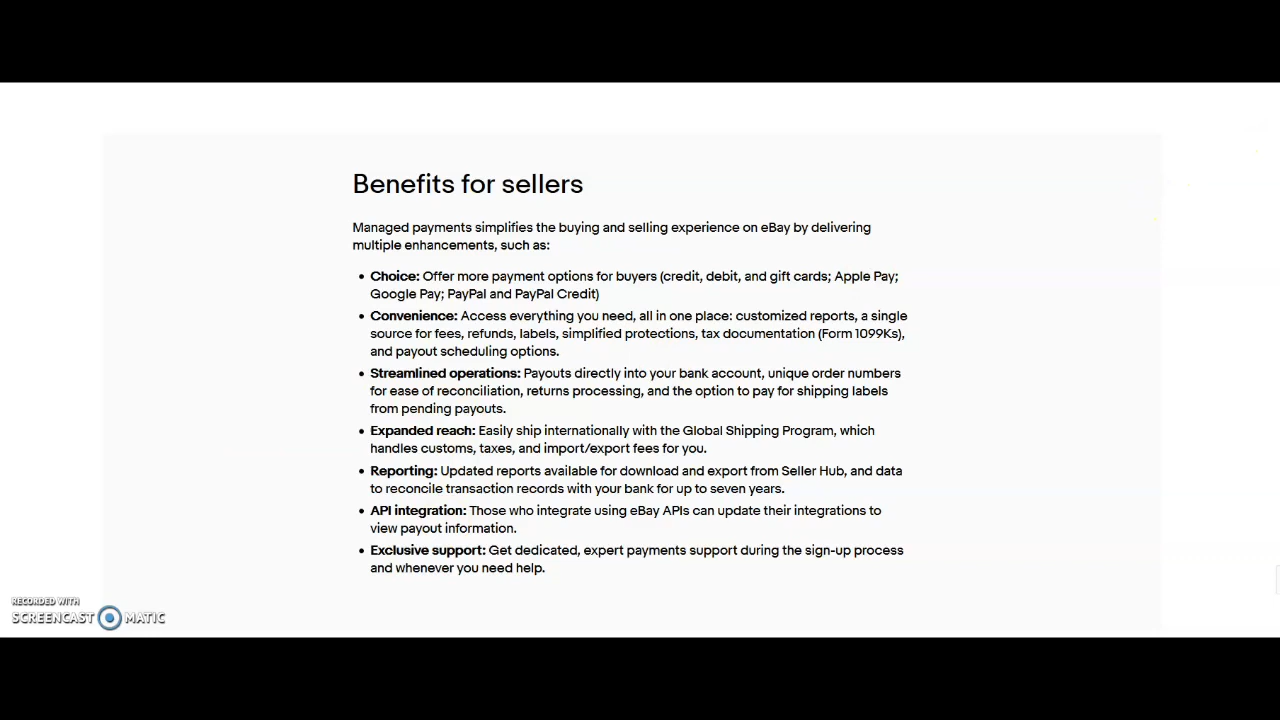 Benefits for sellers
Managed payments simplifies the buying and selling experience on eBay by delivering
multiple enhancements, such as:
• Choice: Offer more payment options for buyers (credit, debit, and gift cards; Apple Pay;
Google Pay; PayPal and PayPal Credit)
• Convenience: Access everything you need, all in one place: customized reports, a single
source for fees, refunds, labels, simplified protections, tax documentation (Form 1099Ks),
and payout scheduling options.
• Streamlined operations: Payouts directly into your bank account, unique order numbers
for ease of reconciliation, returns processing, and the option to pay for shipping labels
from pending payouts.
• Expanded reach: Easily ship internationally with the Global Shipping Program, which
handles customs, taxes, and import/export fees for you.
• Reporting: Updated reports available for download and export from Seller Hub, and data
to reconcile transaction records with your bank for up to seven years.
• API integration: Those who integrate using eBay APIs can update their integrations to
view payout information.
• Exclusive support: Get dedicated, expert payments support during the sign-up process
and whenever you need help.
RECORDED WITH
SCREENCAST MATIC